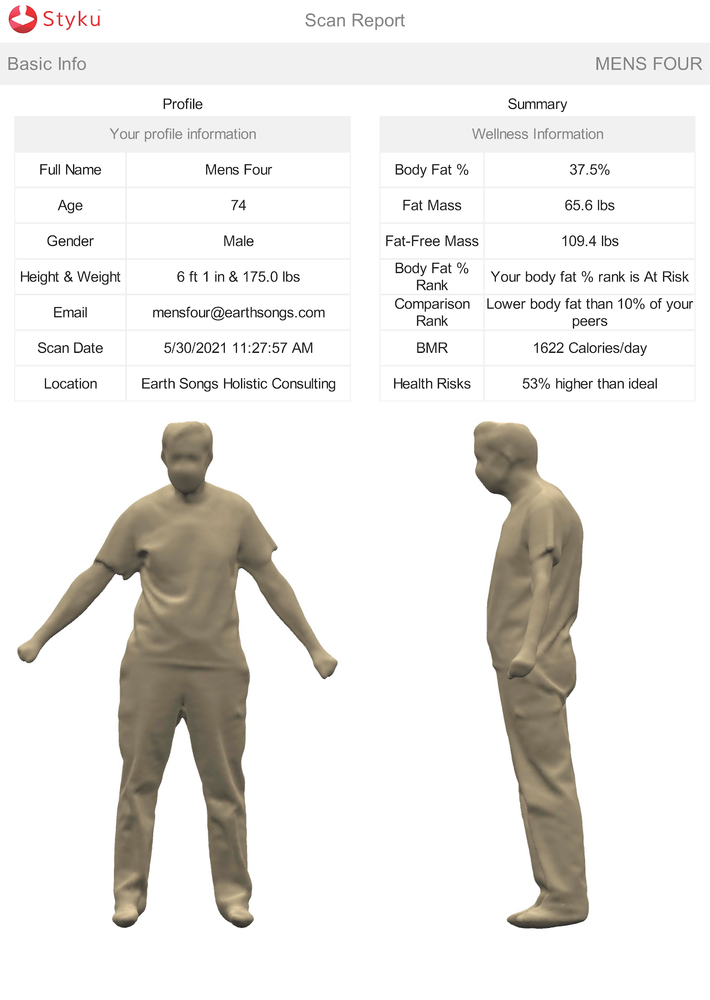 Styku™
Scan Report
Basic Info
MENS FOUR
Profile
Your profile information
Full Name
Mens Four
Age
74
Gender
Male
Height & Weight
6 ft 1 in & 175.0 lbs
Email
mensfour@earthsongs.com
Scan Date
5/30/2021 11:27:57 AM
Location
Earth Songs Holistic Consulting
Summary
Wellness Information
Body Fat %
37.5%
Fat Mass
65.6 lbs
Fat-Free Mass
109.4 lbs
Body Fat %
Rank
Your body fat % rank is At Risk
Comparison
Rank
Lower body fat than 10% of your
peers
BMR
1622 Calories/day
Health Risks
53% higher than ideal